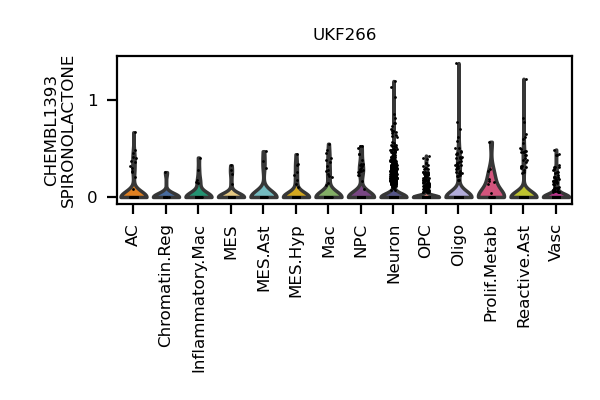 UKF266
CHEMBL1393
SPIRONOLACTONE
1
0
AC
Chromatin.Reg
Inflammatory.Mac
MES
MES.Ast
MES.Hyp
Mac
NPC
Neuron
OPC
Oligo
Prolif.Metab
Reactive.Ast
Vasc